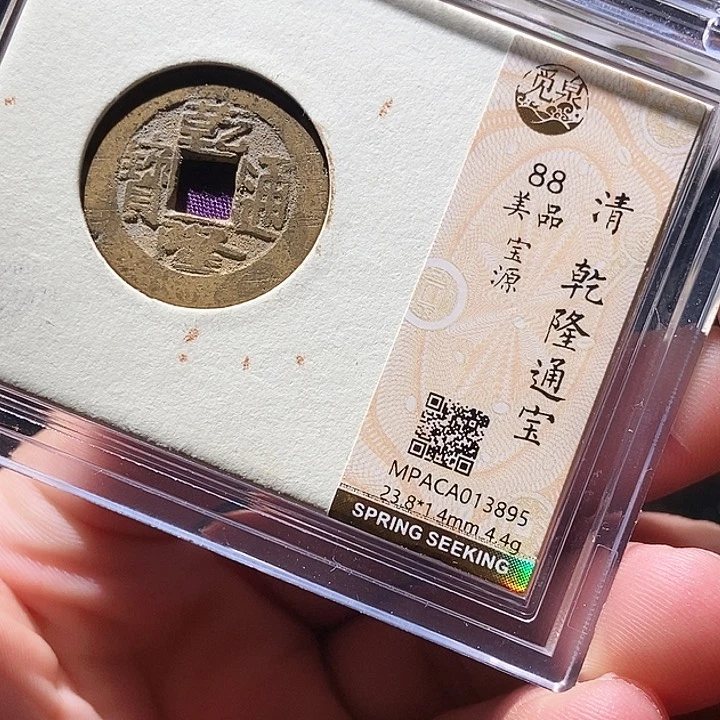 乾
隆
通
寶
觅泉
88
美品
宝源
清
乾隆通宝
MPACA013895
23.8*1.4mm 4.4g
SPRING SEEKING